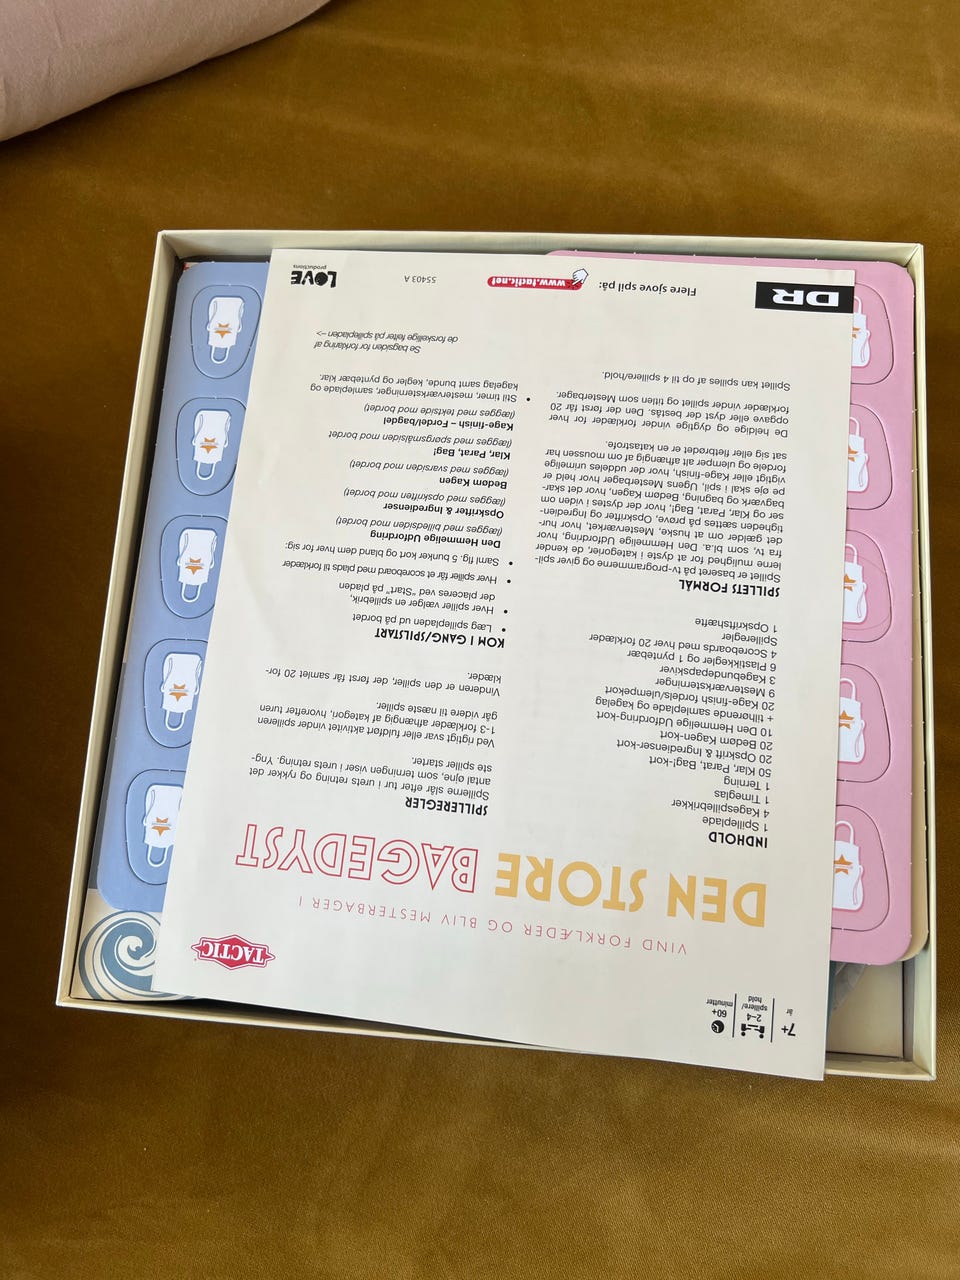 7+
år
2–4
spillere/
hold
60+
minutter
TACTIC
VIND FORKLÆDER OG BLIV MESTERBAGER I
DEN STORE BAGEDYST
INDHOLD
1 Spilleplade
4 Kagespillebrikker
1 Timeglas
1 Terning
50 Klar, Parat, Bag!-kort
20 Opskrift & Ingredienser-kort
20 Bedøm Kagen-kort
10 Den Hemmelige Udfordring-kort
+ tilhørende samleplade og kagelag
20 Kage-finish fordels/ulempekort
9 Mesterværksterninger
3 Kagebundepapskiver
6 Plastikkegler og 1 pyntebær
4 Scoreboards med hver 20 forklæder
Spilleregler
1 Opskriftshæfte
SPILLETS FORMÅL
Spillet er baseret på tv-programmerne og giver spil-
lerne mulighed for at dyste i kategorier, de kender
fra tv, som bl.a. Den Hemmelige Udfordring, hvor
det gælder om at huske, Mesterværket, hvor hur-
tigheden sættes på prøve, Opskrifter og Ingredien-
ser og Klar, Parat, Bag!, hvor der dystes i viden om
bagværk og bagning, Bedøm Kagen, hvor det skar-
pe øje skal i spil, Ugens Mesterbager hvor held er
vigtigt eller Kage-finish, hvor der uddeles urimelige
fordele og ulemper alt afhængig af om moussen har
sat sig eller fletbrødet er en katastrofe.
De heldige og dygtige vinder forklæder for hver
opgave eller dyst der bestås. Den der først får 20
forklæder vinder spillet og titlen som Mesterbager.
Spillet kan spilles af op til 4 spillere/hold.
SPILLEREGLER
Spillerne slår efter tur i urets retning og rykker det
antal øjne, som terningen viser i urets retning. Yng-
ste spiller starter.
Ved rigtigt svar eller fuldført aktivitet vinder spilleren
1-3 forklæder afhængig af kategori, hvorefter turen
går videre til næste spiller.
Vinderen er den spiller, der først får samlet 20 for-
klæder.
KOM I GANG/SPILSTART
• Læg spillepladen ud på bordet
• Hver spiller vælger en spillebrik,
der placeres ved "Start" på pladen
• Hver spiller får et scoreboard med plads til forklæder
• Saml flg. 5 bunker kort og bland dem hver for sig:
Den Hemmelige Udfordring
(lægges med billedsiden mod bordet)
Opskrifter & Ingredienser
(lægges med opskriften mod bordet)
Bedøm Kagen
(lægges med svarsiden mod bordet)
Klar, Parat, Bag!
(lægges med spørgsmålsiden mod bordet
Kage-finish – Fordel/bagdel
(lægges med tekstside mod bordet)
• Stil timer, mesterværksterninger, samleplade og
kagelag samt bunde, kegler og pyntebær klar.
Se bagsiden for forklaring af
de forskellige felter på spillepladen –>
DR
Flere sjove spil på:
www.tactic.net
55403 A
LOVE
productions